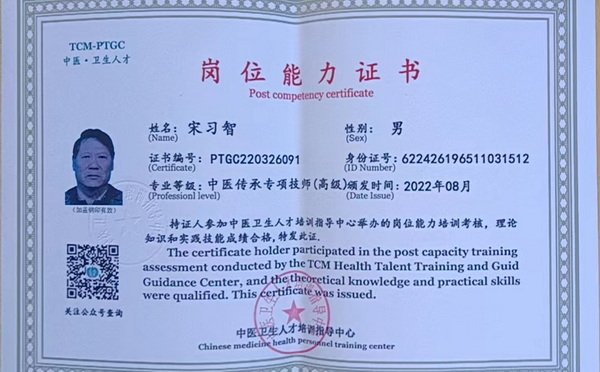 TCM-PTGC
中医·卫生人才
岗位能力证书
Post competency certificate
姓名: 宋习智 性别: 男
(Name) (Sex)
证书编号: PTGC220326091 身份证号: 622426196511031512
(Certificate) (ID Number)
专业等级: 中医传承专项技师(高级) 颁发时间: 2022年08月
(Professionl level) (Date Issue)
(加盖钢印有效)
持证人参加中医卫生人才培训指导中心举办的岗位能力培训考核, 理论
知识和实践技能成绩合格, 特发此证.
The certificate holder participated in the post capacity training
assessment conducted by the TCM Health Talent Training and Guid
Guidance Center, and the theoretical knowledge and practical skills
were qualified. This certificate was issued.
关注公众号查询
中医卫生人才培训指导中心
Chinese medicine health personnel training center